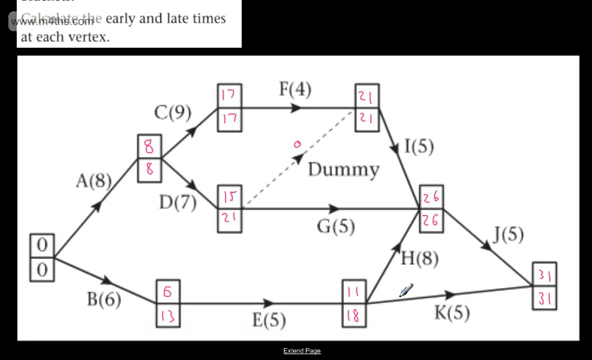 www.m4ths.com
Calculate the early and late times
at each vertex.
F(4)
17
17
21
21
C(9)
0
8
8
I(5)
A(8)
Dummy
D(7)
15
21
26
26
G(5)
0
0
J(5)
H(8)
31
31
B(6)
6
13
11
18
E(5)
K(5)
Extend Page